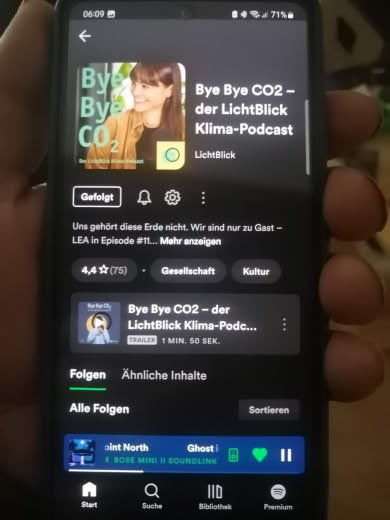 06:09
71%
Bye
Bye
CO2
Der LichtBlick Klima-Podcast
Bye Bye CO2 –
der LichtBlick
Klima-Podcast
LichtBlick
Gefolgt
Uns gehört diese Erde nicht. Wir sind nur zu Gast –
LEA in Episode #11... Mehr anzeigen
4,4 ☆ (75)
Gesellschaft
Kultur
Bye Bye CO2
Bye Bye CO2 – der
LichtBlick Klima-Podc...
TRAILER 1 MIN. 50 SEK.
Folgen
Ähnliche Inhalte
Alle Folgen
Sortieren
oint North Ghost i
E BOSE MINI II SOUNDLINK
Start
Suche
Bibliothek
Premium